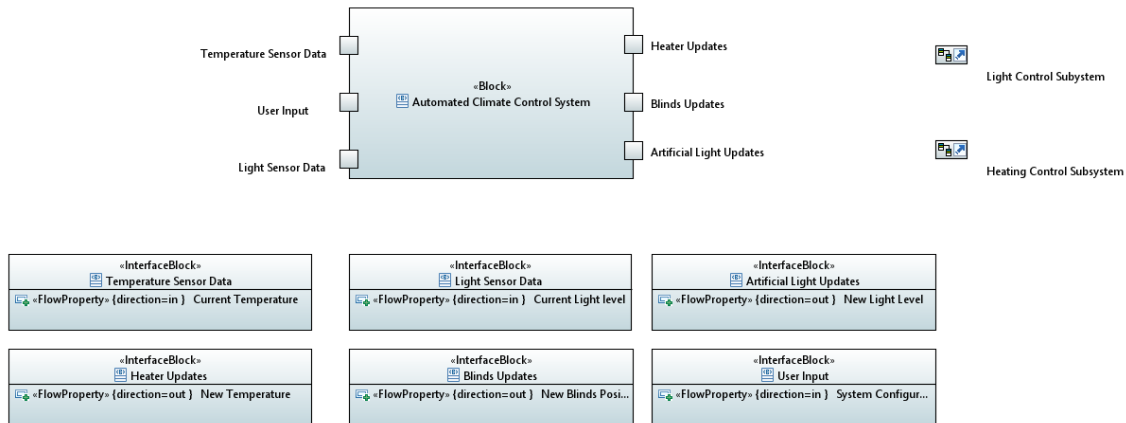 Temperature Sensor Data
User Input
Light Sensor Data
«Block»
Automated Climate Control System
Heater Updates
Blinds Updates
Artificial Light Updates
Light Control Subystem
Heating Control Subsystem
«InterfaceBlock»
Temperature Sensor Data
«FlowProperty» {direction=in } Current Temperature
«InterfaceBlock»
Light Sensor Data
«FlowProperty» {direction=in } Current Light level
«InterfaceBlock»
Artificial Light Updates
«FlowProperty» {direction=out } New Light Level
«InterfaceBlock»
Heater Updates
«FlowProperty» {direction=out } New Temperature
«InterfaceBlock»
Blinds Updates
«FlowProperty» {direction=out } New Blinds Posi...
«InterfaceBlock»
User Input
«FlowProperty» {direction=in } System Configur...